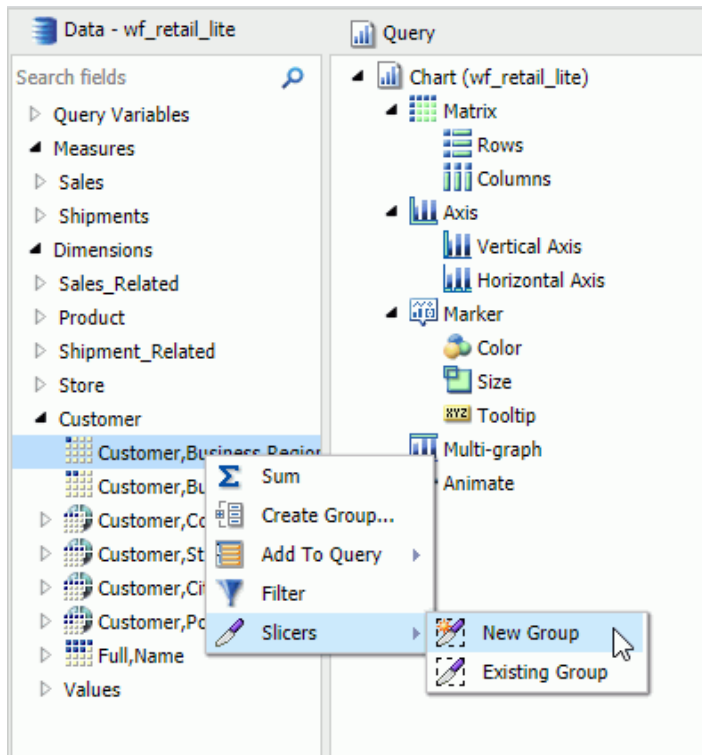 Data - wf_retail_lite
Search fields
Query Variables
Measures
Sales
Shipments
Dimensions
Sales_Related
Product
Shipment_Related
Store
Customer
Customer,Business Region
Customer,Bu
Customer,Co
Customer,St
Customer,Cit
Customer,Po
Full,Name
Values
Query
Chart (wf_retail_lite)
Matrix
Rows
Columns
Axis
Vertical Axis
Horizontal Axis
Marker
Color
Size
XYZ Tooltip
Multi-graph
Animate
Sum
Create Group...
Add To Query
Filter
Slicers
New Group
Existing Group